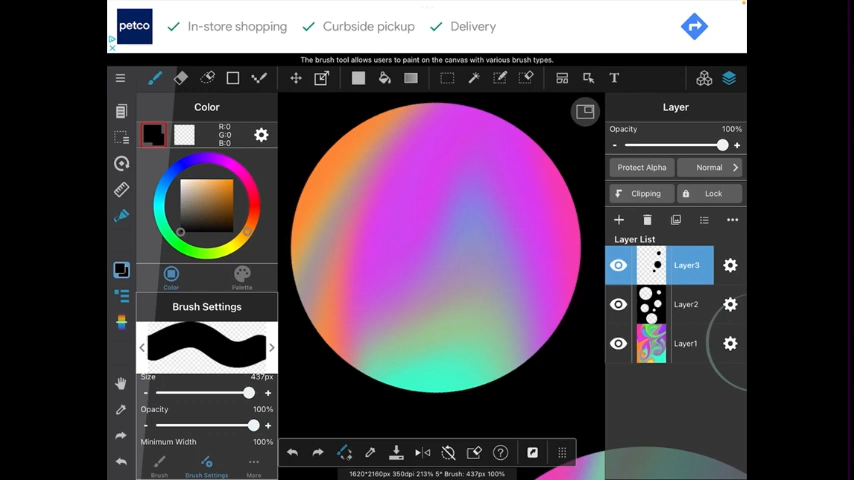 petco
In-store shopping
Curbside pickup
Delivery
The brush tool allows users to paint on the canvas with various brush types.
Color
R:0
G:0
B:0
Color
Palette
Brush Settings
Size
437px
- +
Opacity
100%
- +
Minimum Width
100%
Brush
Brush Settings
More
T
Layer
Opacity
100%
- +
Protect Alpha
Normal
Clipping
Lock
Layer List
Layer3
Layer2
Layer1
1620*2160px 350dpi 213% 5° Brush: 437px 100%